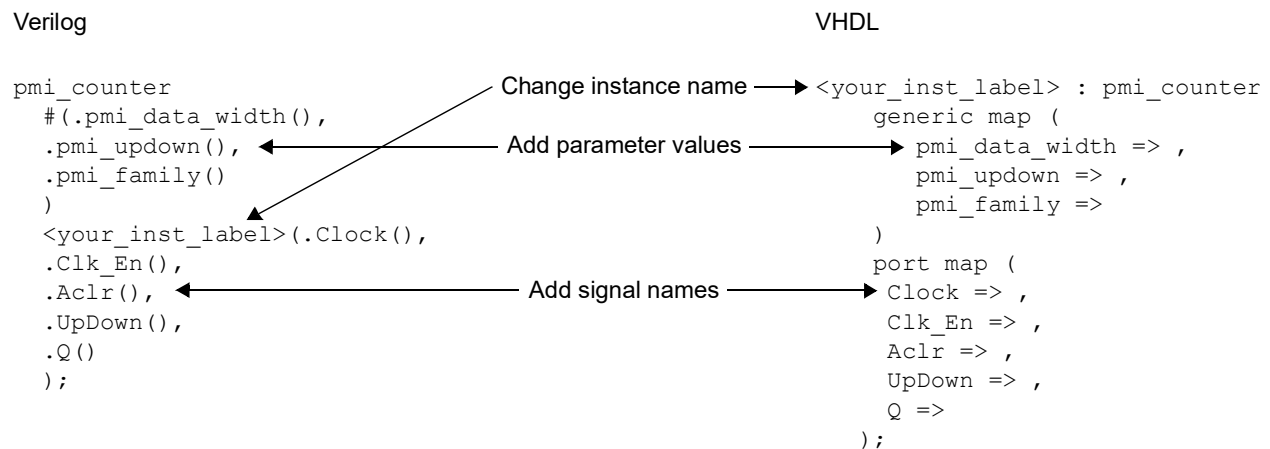 Verilog
VHDL
pmi_counter
#(.pmi_data_width(),
.pmi_updown(),
.pmi_family()
)
<your_inst_label>(.Clock(),
.Clk_En(),
.Aclr(),
.UpDown(),
.Q()
);
Change instance name
Add parameter values
Add signal names
<your_inst_label> : pmi_counter
generic map (
pmi_data_width => ,
pmi_updown => ,
pmi_family =>
)
port map (
Clock => ,
Clk_En => ,
Aclr => ,
UpDown => ,
Q =>
);